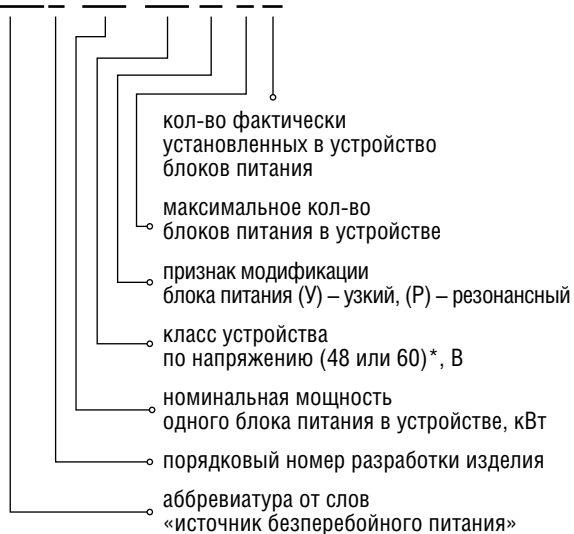 кол-во фактически
установленных в устройство
блоков питания
максимальное кол-во
блоков питания в устройстве
признак модификации
блока питания (У) – узкий, (Р) – резонансный
класс устройства
по напряжению (48 или 60)*, В
номинальная мощность
одного блока питания в устройстве, кВт
порядковый номер разработки изделия
аббревиатура от слов
«источник безперебойного питания»